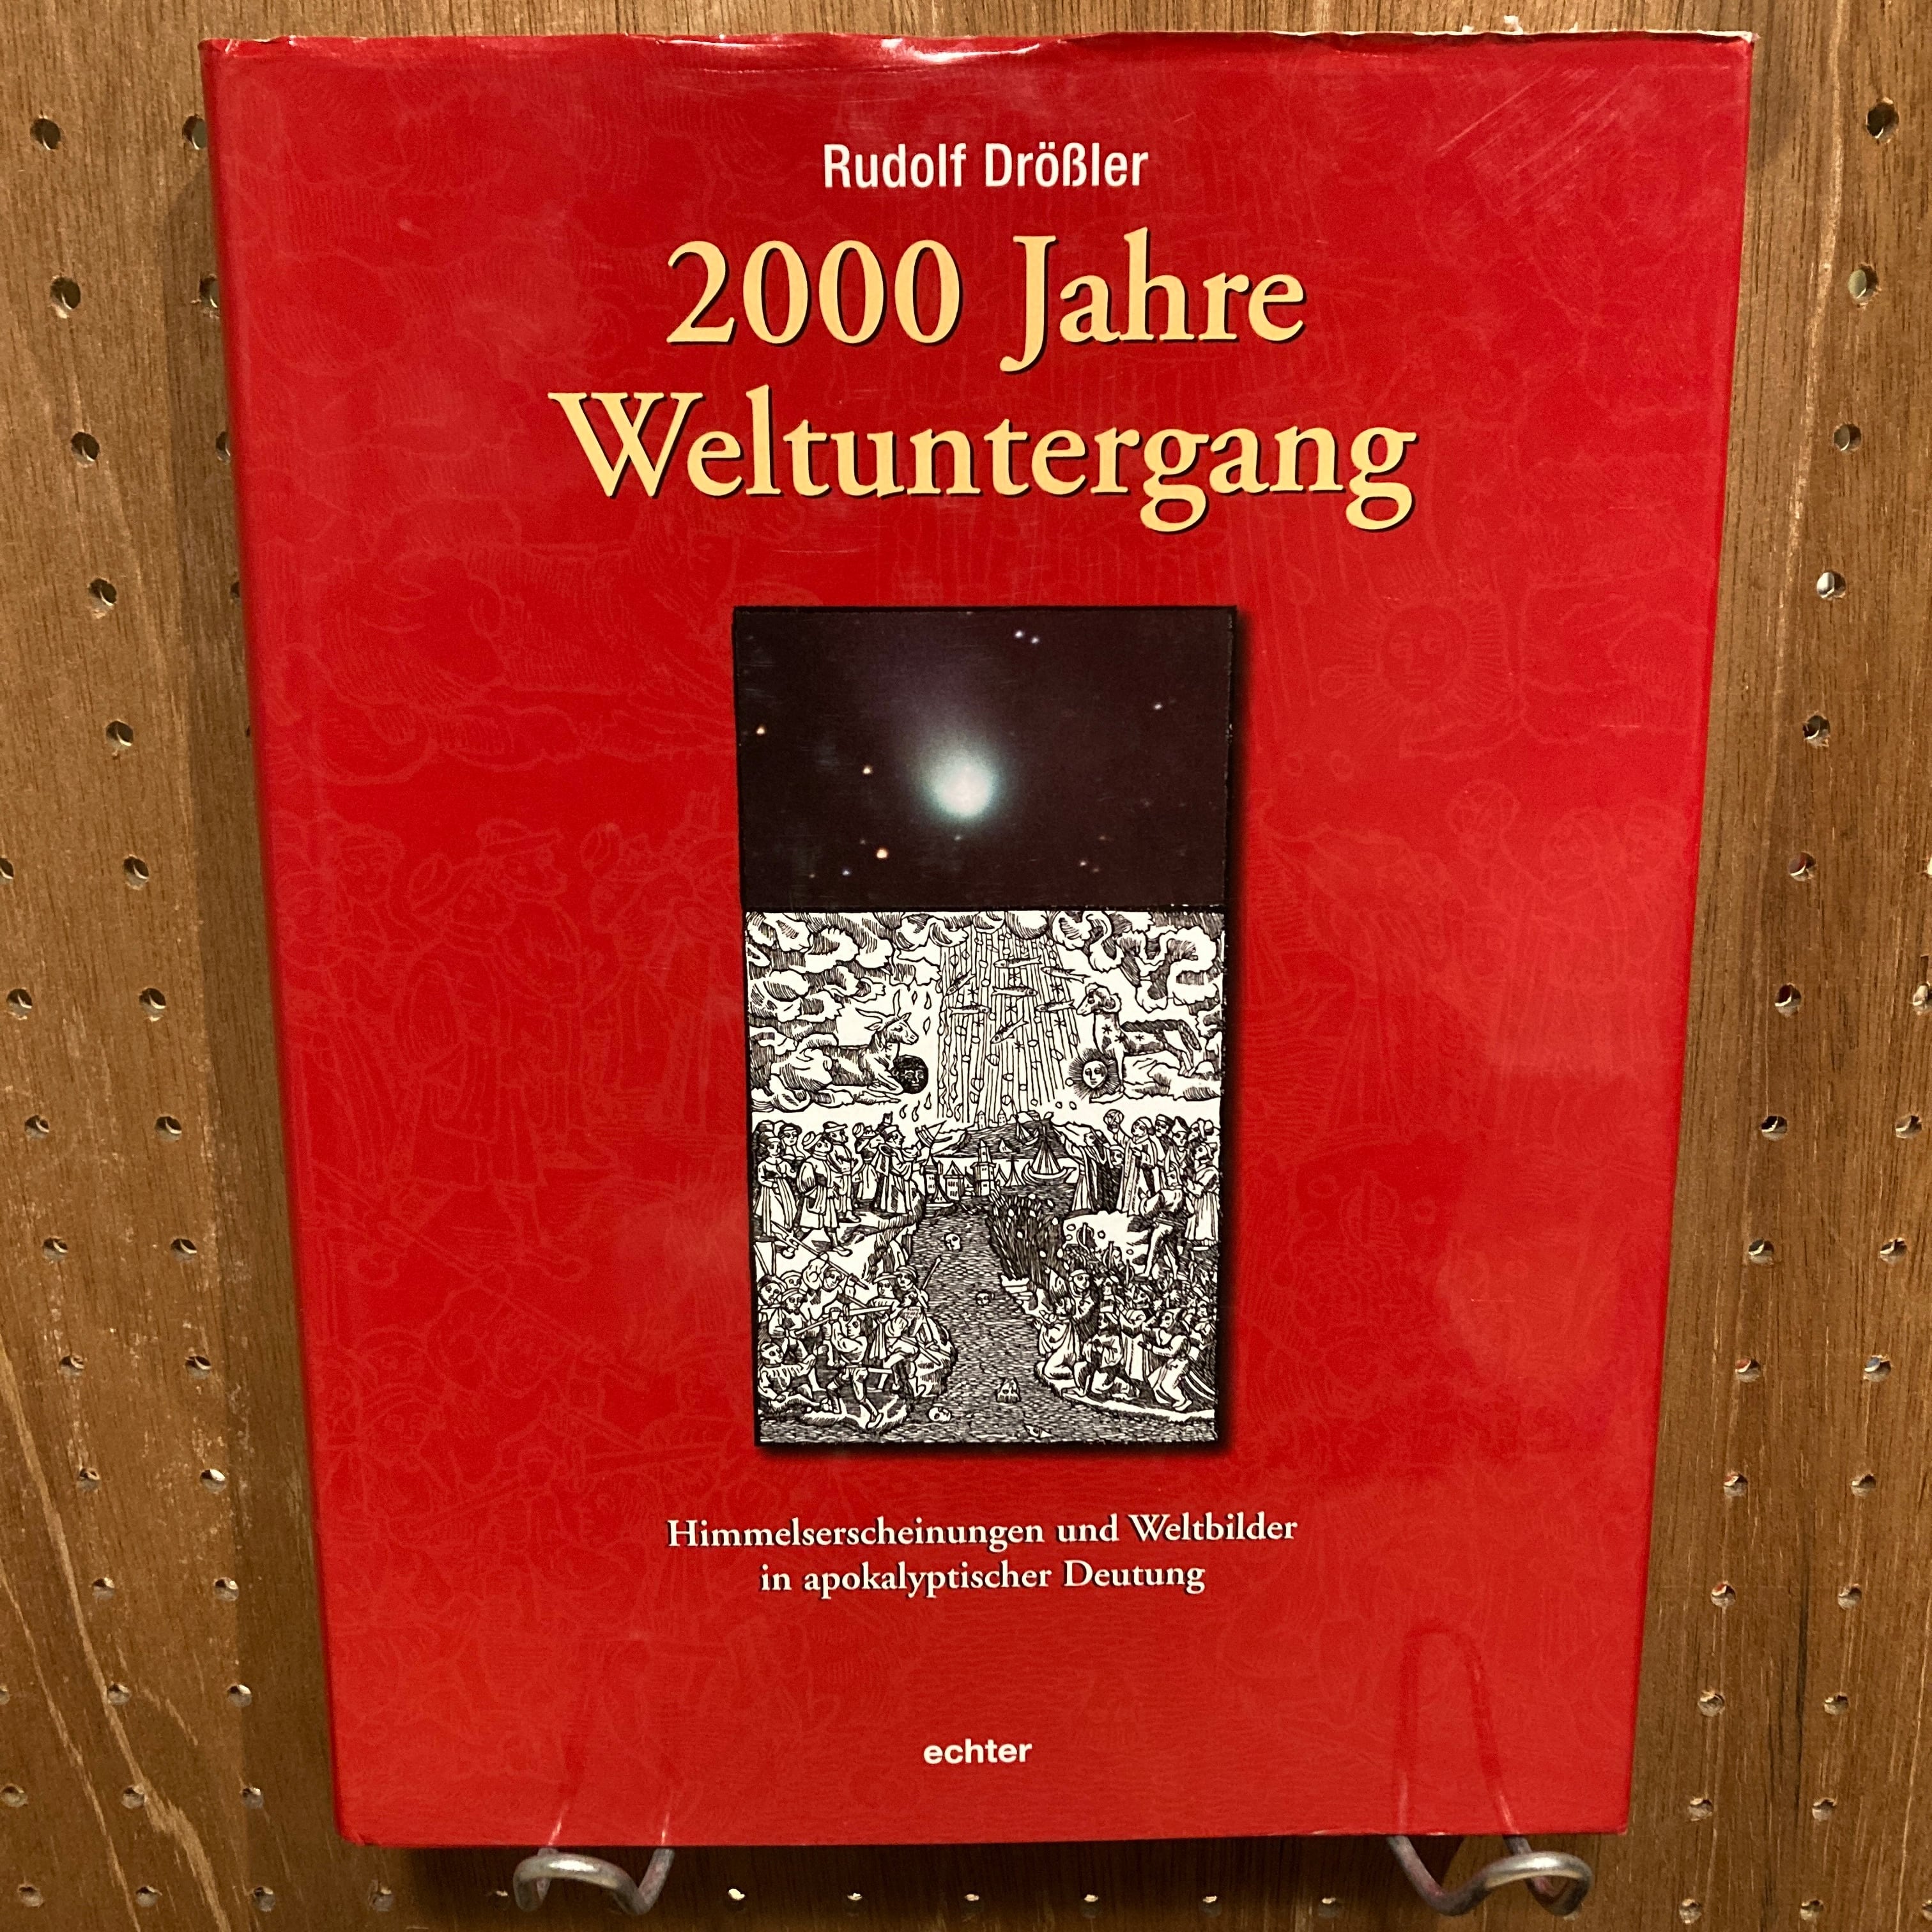 Rudolf Drößler
2000 Jahre
Weltuntergang
Himmelserscheinungen und Weltbilder
in apokalyptischer Deutung
echter